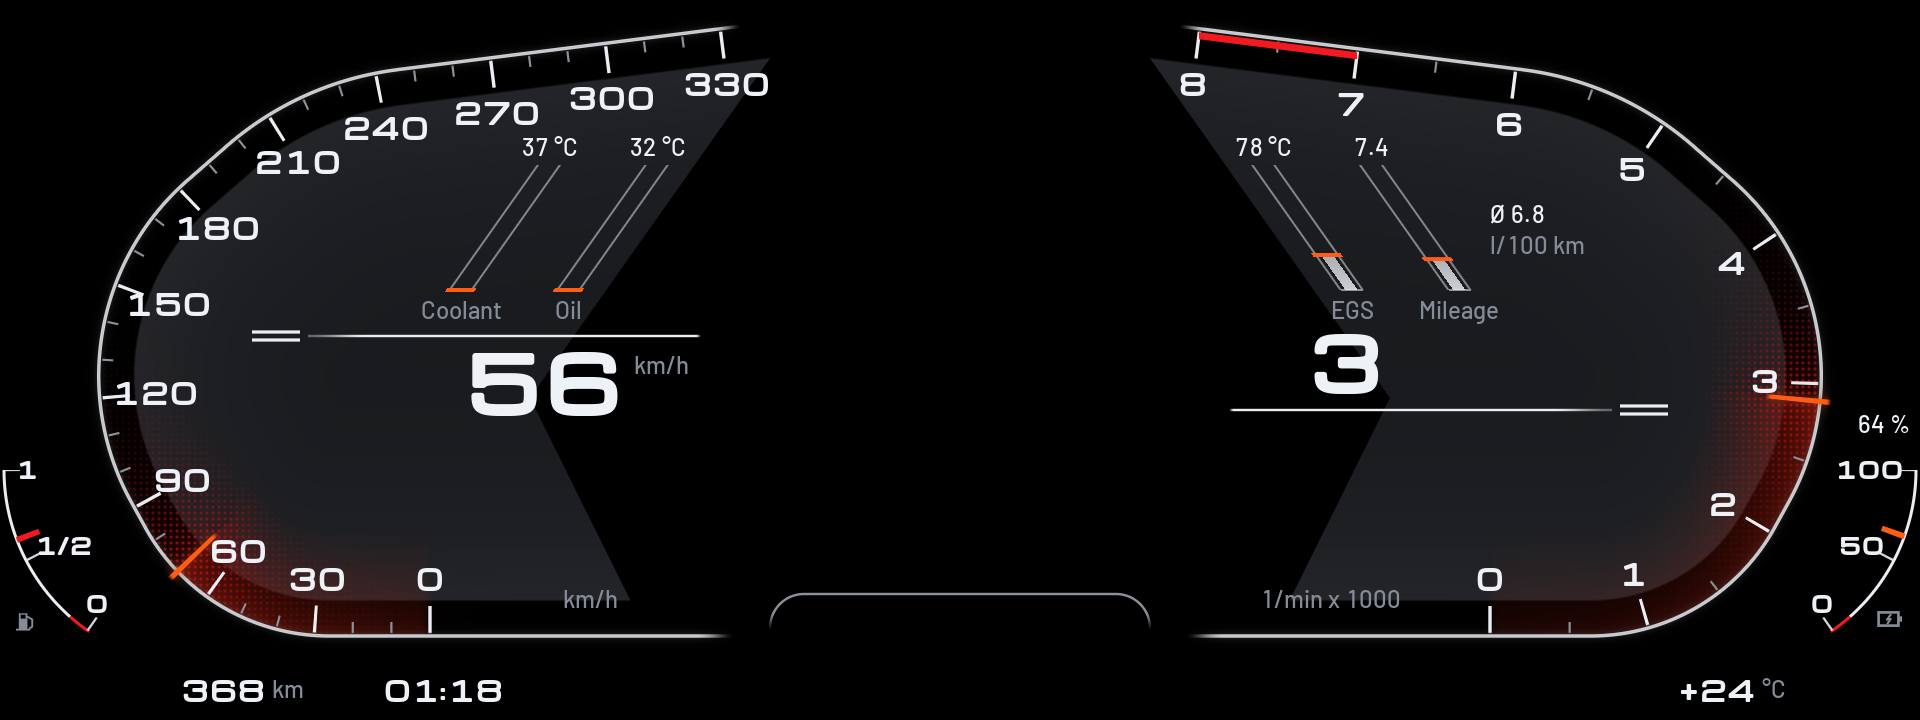 330
300
270
240
210
180
150
120
90
60
30
0
km/h
37 °C
32 °C
Coolant
Oil
56 km/h
1
1/2
0
368 km
01:18
8
7
6
5
4
3
2
1
0
1/min x 1000
78 °C
7.4
Ø 6.8
l/100 km
EGS
Mileage
3
64 %
100
50
0
+24 °C